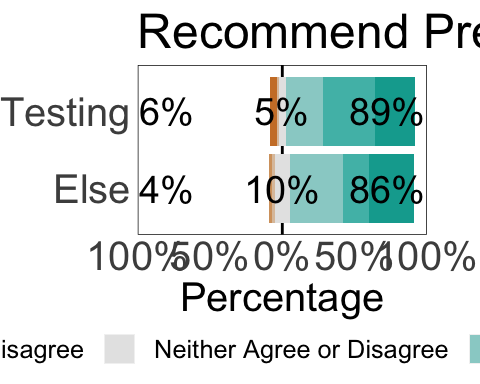 Recommend Pre
Testing 6% 5% 89%
Else 4% 10% 86%
100% 50% 0% 50% 100%
Percentage
isagree Neither Agree or Disagree